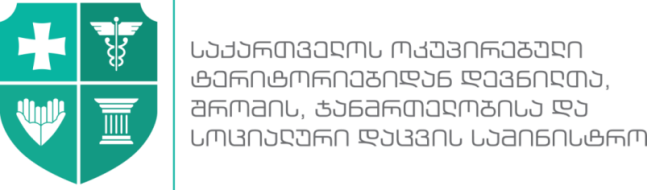 საქართველოს ოკუპირებული
ტერიტორიებიდან დევნილთა,
შრომის, ჯანმრთელობისა და
სოციალური დაცვის სამინისტრო